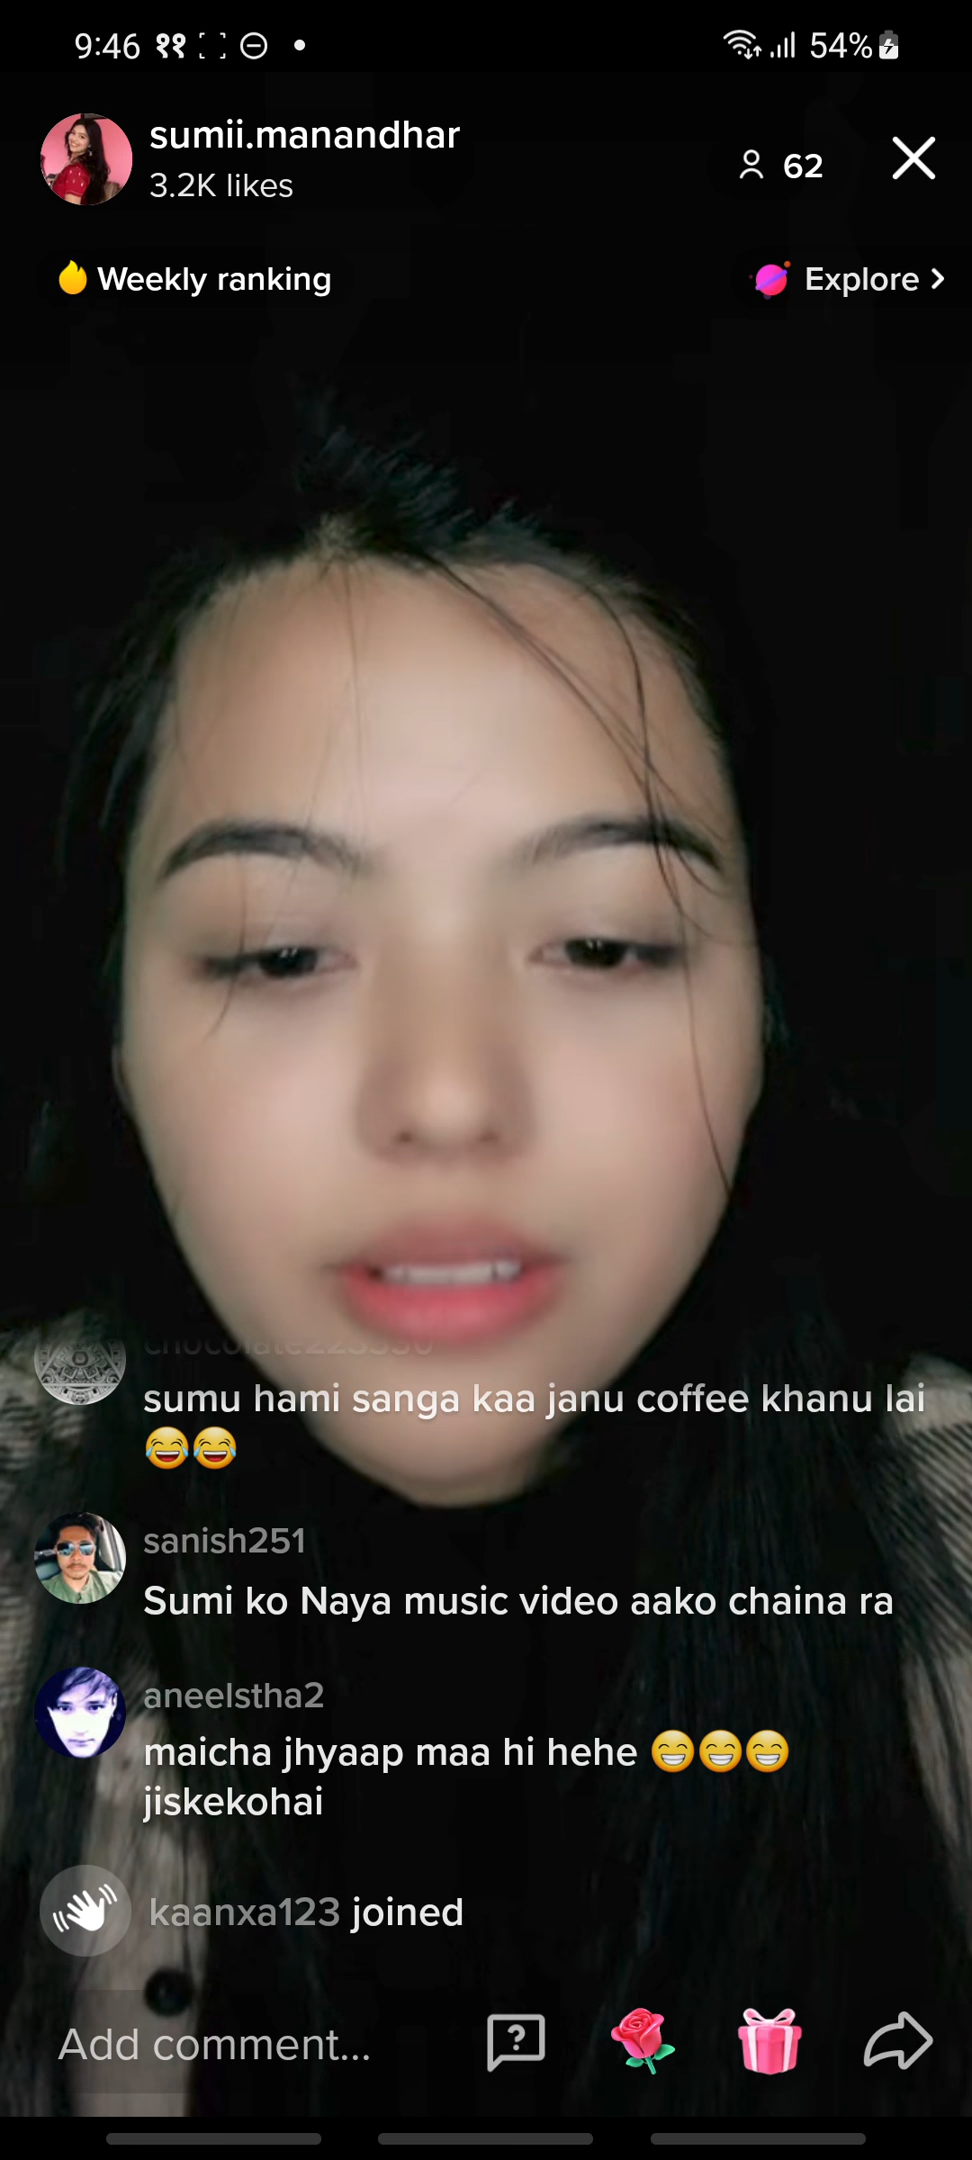 9:46 ११
54%
sumii.manandhar
3.2K likes
62
Weekly ranking
Explore
sumu hami sanga kaa janu coffee khanu lai
😂😂
sanish251
Sumi ko Naya music video aako chaina ra
aneelstha2
maicha jhyaap maa hi hehe 😁😁😁
jiskekohai
kaanxa123 joined
Add comment...